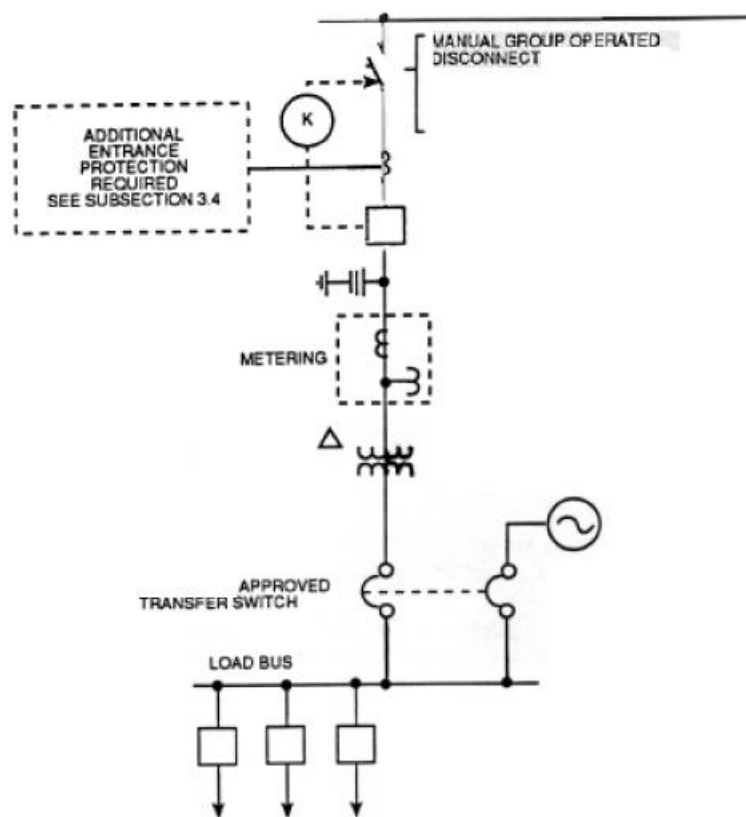 MANUAL GROUP OPERATED
DISCONNECT
K
ADDITIONAL
ENTRANCE
PROTECTION
REQUIRED
SEE SUBSECTION 3.4
METERING
APPROVED
TRANSFER SWITCH
LOAD BUS